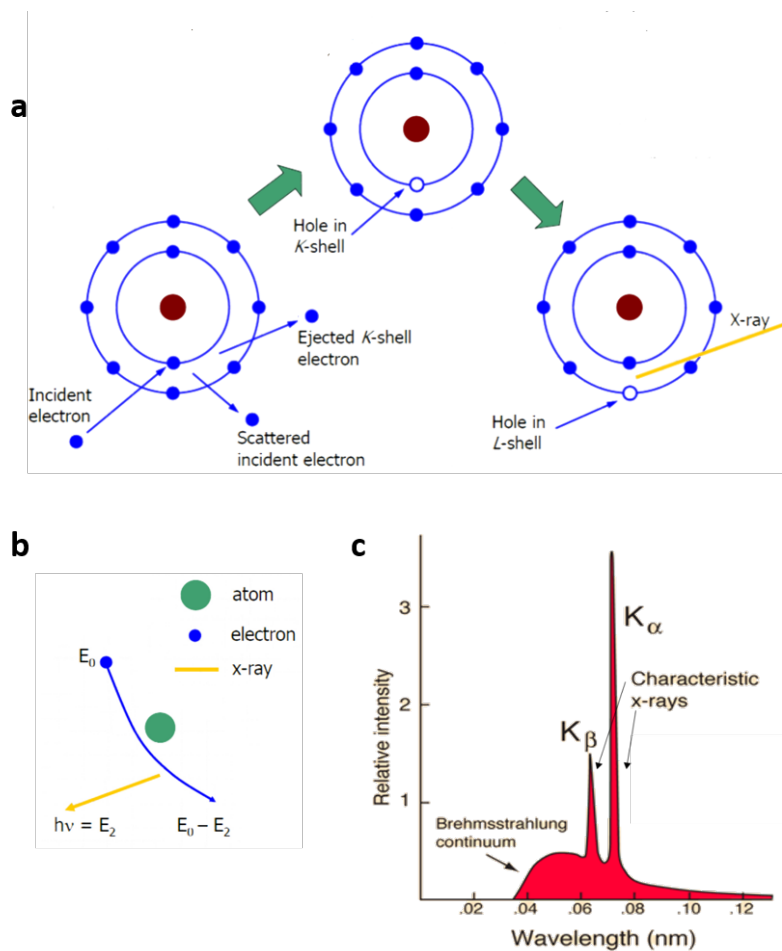 a
Hole in
K-shell
Ejected K-shell
electron
Incident
electron
Scattered
incident electron
X-ray
Hole in
L-shell
b
atom
electron
x-ray
E₀
hν = E₂
E₀ – E₂
c
Relative intensity
3
2
1
Kα
Characteristic
x-rays
Kβ
Brehmsstrahlung
continuum
.02 .04 .06 .08 .10 .12
Wavelength (nm)